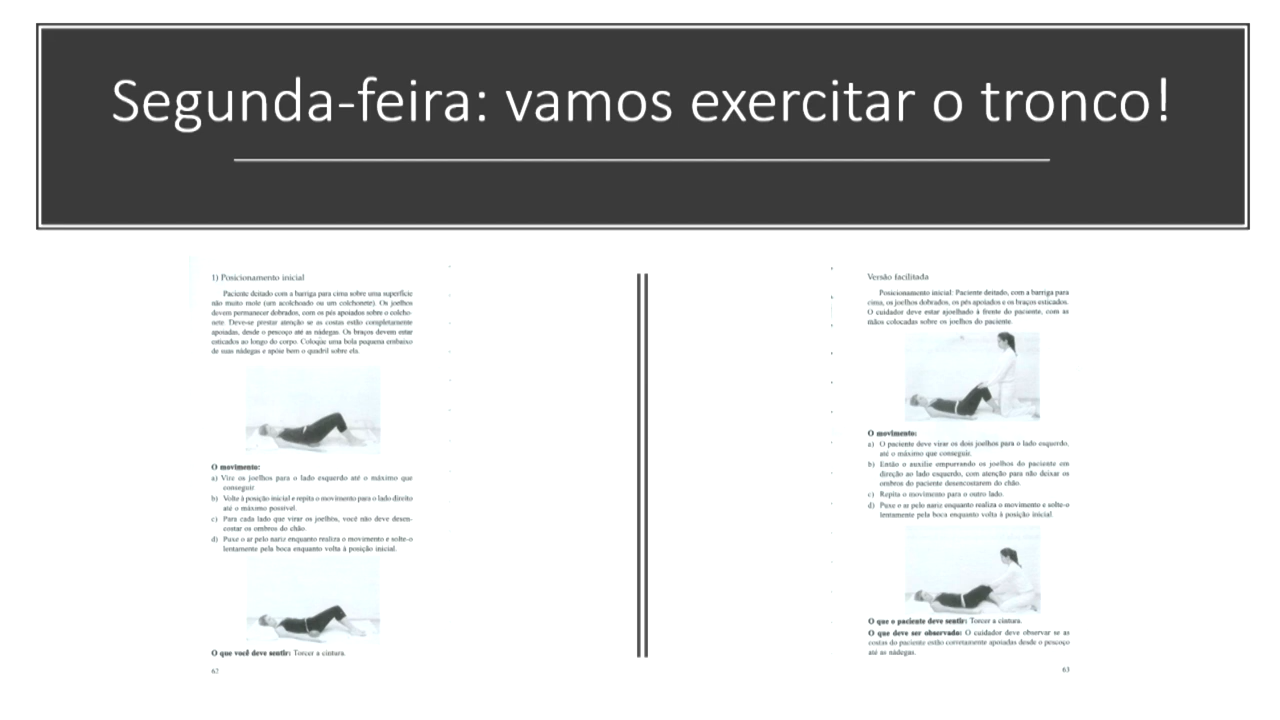 Segunda-feira: vamos exercitar o tronco!
1) Posicionamento inicial
Paciente deitado com a barriga para cima sobre uma superfície
não muito mole (um acolchoado ou um colchonete). Os joelhos
devem permanecer dobrados, com os pés apoiados sobre o colcho-
nete. Deve-se prestar atenção se as costas estão completamente
apoiadas, desde o pescoço até as nádegas. Os braços devem estar
esticados ao longo do corpo. Coloque uma bola pequena embaixo
de suas nádegas e apóie bem o quadril sobre ela.
O movimento:
a) Vire os joelhos para o lado esquerdo até o máximo que
conseguir
b) Volte à posição inicial e repita o movimento para o lado direito
até o máximo possível.
c) Para cada lado que virar os joelhos, você não deve desen-
costar os ombros do chão.
d) Puxe o ar pelo nariz enquanto realiza o movimento e solte-o
lentamente pela boca enquanto volta à posição inicial.
O que você deve sentir: Torcer a cintura.
62
Versão facilitada
Posicionamento inicial: Paciente deitado, com a barriga para
cima, os joelhos dobrados, os pés apoiados e os braços esticados.
O cuidador deve estar ajoelhado à frente do paciente, com as
mãos colocadas sobre os joelhos do paciente.
O movimento:
a) O paciente deve virar os dois joelhos para o lado esquerdo,
até o máximo que conseguir.
b) Então o auxilie empurrando os joelhos do paciente em
direção ao lado esquerdo, com atenção para não deixar os
ombros do paciente desencostarem do chão.
c) Repita o movimento para o outro lado.
d) Puxe o ar pelo nariz enquanto realiza o movimento e solte-o
lentamente pela boca enquanto volta à posição inicial
O que o paciente deve sentir: Torcer a cintura.
O que deve ser observado: O cuidador deve observar se as
costas do paciente estão corretamente apoiadas desde o pescoço
até as nádegas.
63